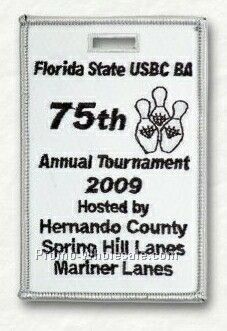 Florida State USBC BA
75th
Annual Tournament
2009
Hosted by
Hernando County
Spring Hill Lanes
Mariner Lanes